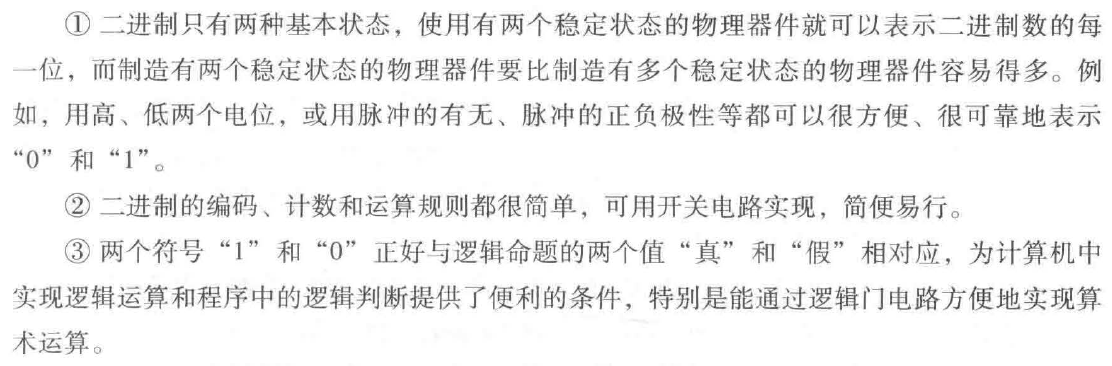 ① 二进制只有两种基本状态，使用有两个稳定状态的物理器件就可以表示二进制数的每
一位，而制造有两个稳定状态的物理器件要比制造有多个稳定状态的物理器件容易得多。例
如，用高、低两个电位，或用脉冲的有无、脉冲的正负极性等都可以很方便、很可靠地表示
“0”和“1”。
② 二进制的编码、计数和运算规则都很简单，可用开关电路实现，简便易行。
③ 两个符号“1”和“0”正好与逻辑命题的两个值“真”和“假”相对应，为计算机中
实现逻辑运算和程序中的逻辑判断提供了便利的条件，特别是能通过逻辑门电路方便地实现算
术运算。